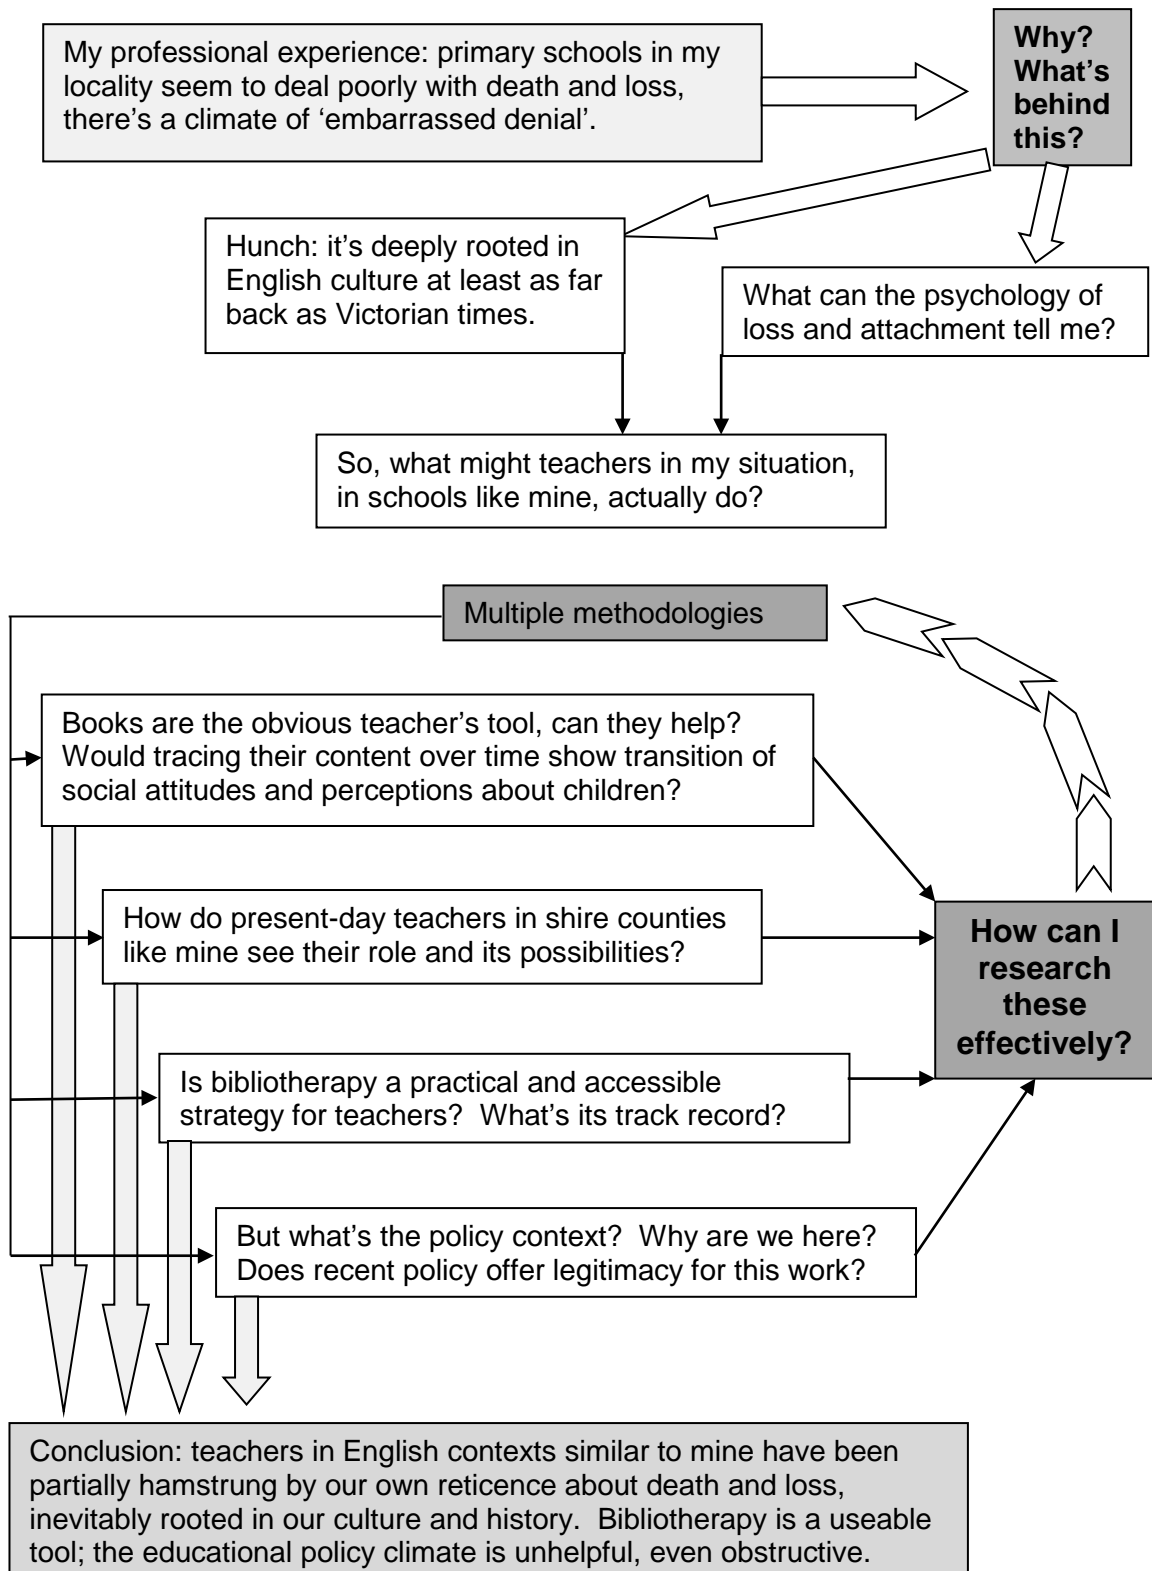 My professional experience: primary schools in my
locality seem to deal poorly with death and loss,
there’s a climate of ‘embarrassed denial’.
Why?
What’s
behind
this?
Hunch: it’s deeply rooted in
English culture at least as far
back as Victorian times.
What can the psychology of
loss and attachment tell me?
So, what might teachers in my situation,
in schools like mine, actually do?
Multiple methodologies
Books are the obvious teacher’s tool, can they help?
Would tracing their content over time show transition of
social attitudes and perceptions about children?
How do present-day teachers in shire counties
like mine see their role and its possibilities?
How can I
research
these
effectively?
Is bibliotherapy a practical and accessible
strategy for teachers?  What’s its track record?
But what’s the policy context?  Why are we here?
Does recent policy offer legitimacy for this work?
Conclusion: teachers in English contexts similar to mine have been
partially hamstrung by our own reticence about death and loss,
inevitably rooted in our culture and history.  Bibliotherapy is a useable
tool; the educational policy climate is unhelpful, even obstructive.